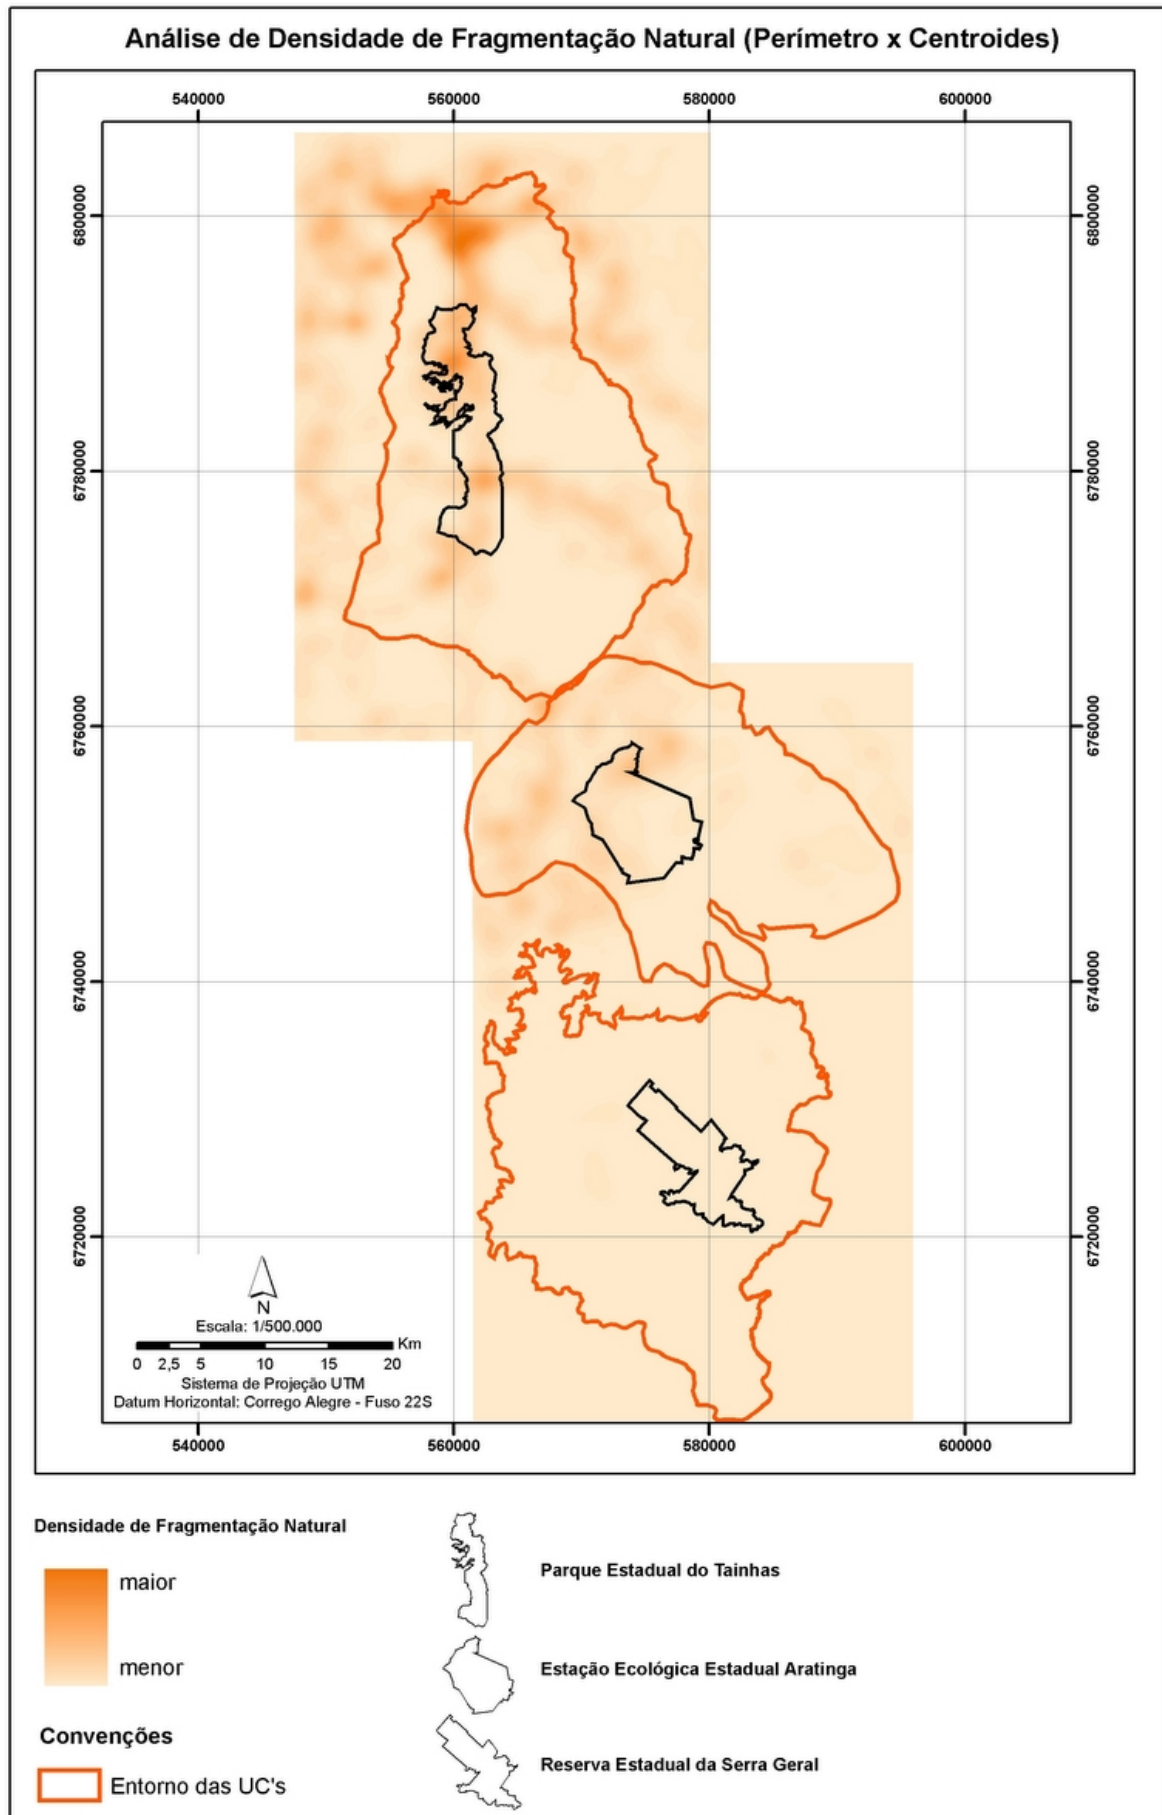 Análise de Densidade de Fragmentação Natural (Perímetro x Centroides)
540000 560000 580000 600000
6800000 6800000
6780000 6780000
6760000 6760000
6740000 6740000
6720000 6720000
N
Escala: 1/500.000
Km
0 2,5 5 10 15 20
Sistema de Projeção UTM
Datum Horizontal: Corrego Alegre - Fuso 22S
540000 560000 580000 600000
Densidade de Fragmentação Natural
maior
menor
Convenções
Entorno das UC's
Parque Estadual do Tainhas
Estação Ecológica Estadual Aratinga
Reserva Estadual da Serra Geral